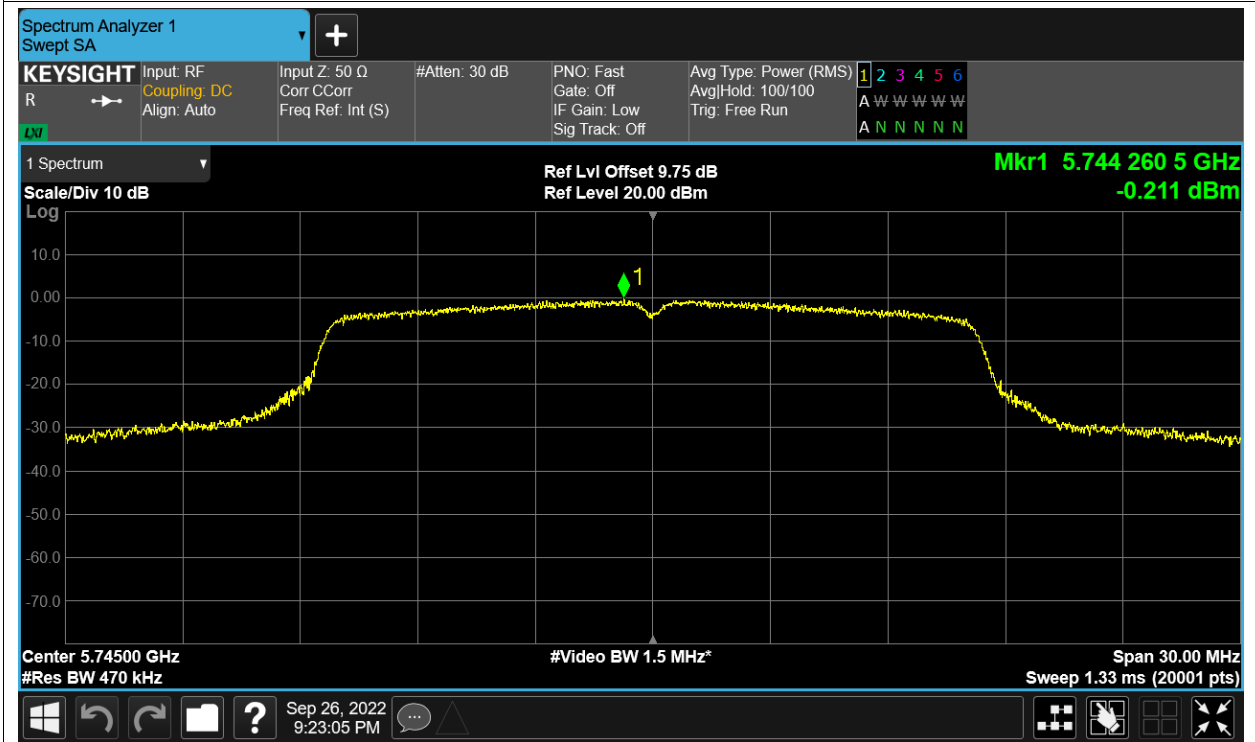 Spectrum Analyzer 1
Swept SA
KEYSIGHT
R
LXI
Input: RF
Coupling: DC
Align: Auto
Input Z: 50 Ω
Corr CCorr
Freq Ref: Int (S)
#Atten: 30 dB
PNO: Fast
Gate: Off
IF Gain: Low
Sig Track: Off
Avg Type: Power (RMS)
Avg|Hold: 100/100
Trig: Free Run
1 2 3 4 5 6
A W W W W W
A N N N N N
1 Spectrum
Scale/Div 10 dB
Ref Lvl Offset 9.75 dB
Ref Level 20.00 dBm
Mkr1 5.744 260 5 GHz
-0.211 dBm
Log
10.0
0.00
-10.0
-20.0
-30.0
-40.0
-50.0
-60.0
-70.0
1
Center 5.74500 GHz
#Res BW 470 kHz
#Video BW 1.5 MHz*
Span 30.00 MHz
Sweep 1.33 ms (20001 pts)
?
Sep 26, 2022
9:23:05 PM